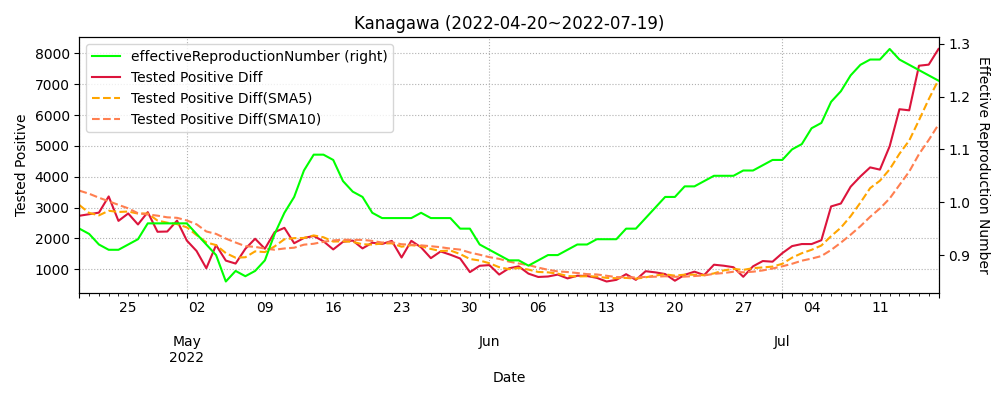 Kanagawa (2022-04-20~2022-07-19)
effectiveReproductionNumber (right)
Tested Positive Diff
Tested Positive Diff(SMA5)
Tested Positive Diff(SMA10)
Tested Positive
8000
7000
6000
5000
4000
3000
2000
1000
Effective Reproduction Number
1.3
1.2
1.1
1.0
0.9
25 02 09 16 23 30 06 13 20 27 04 11
May Jun Jul
2022
Date